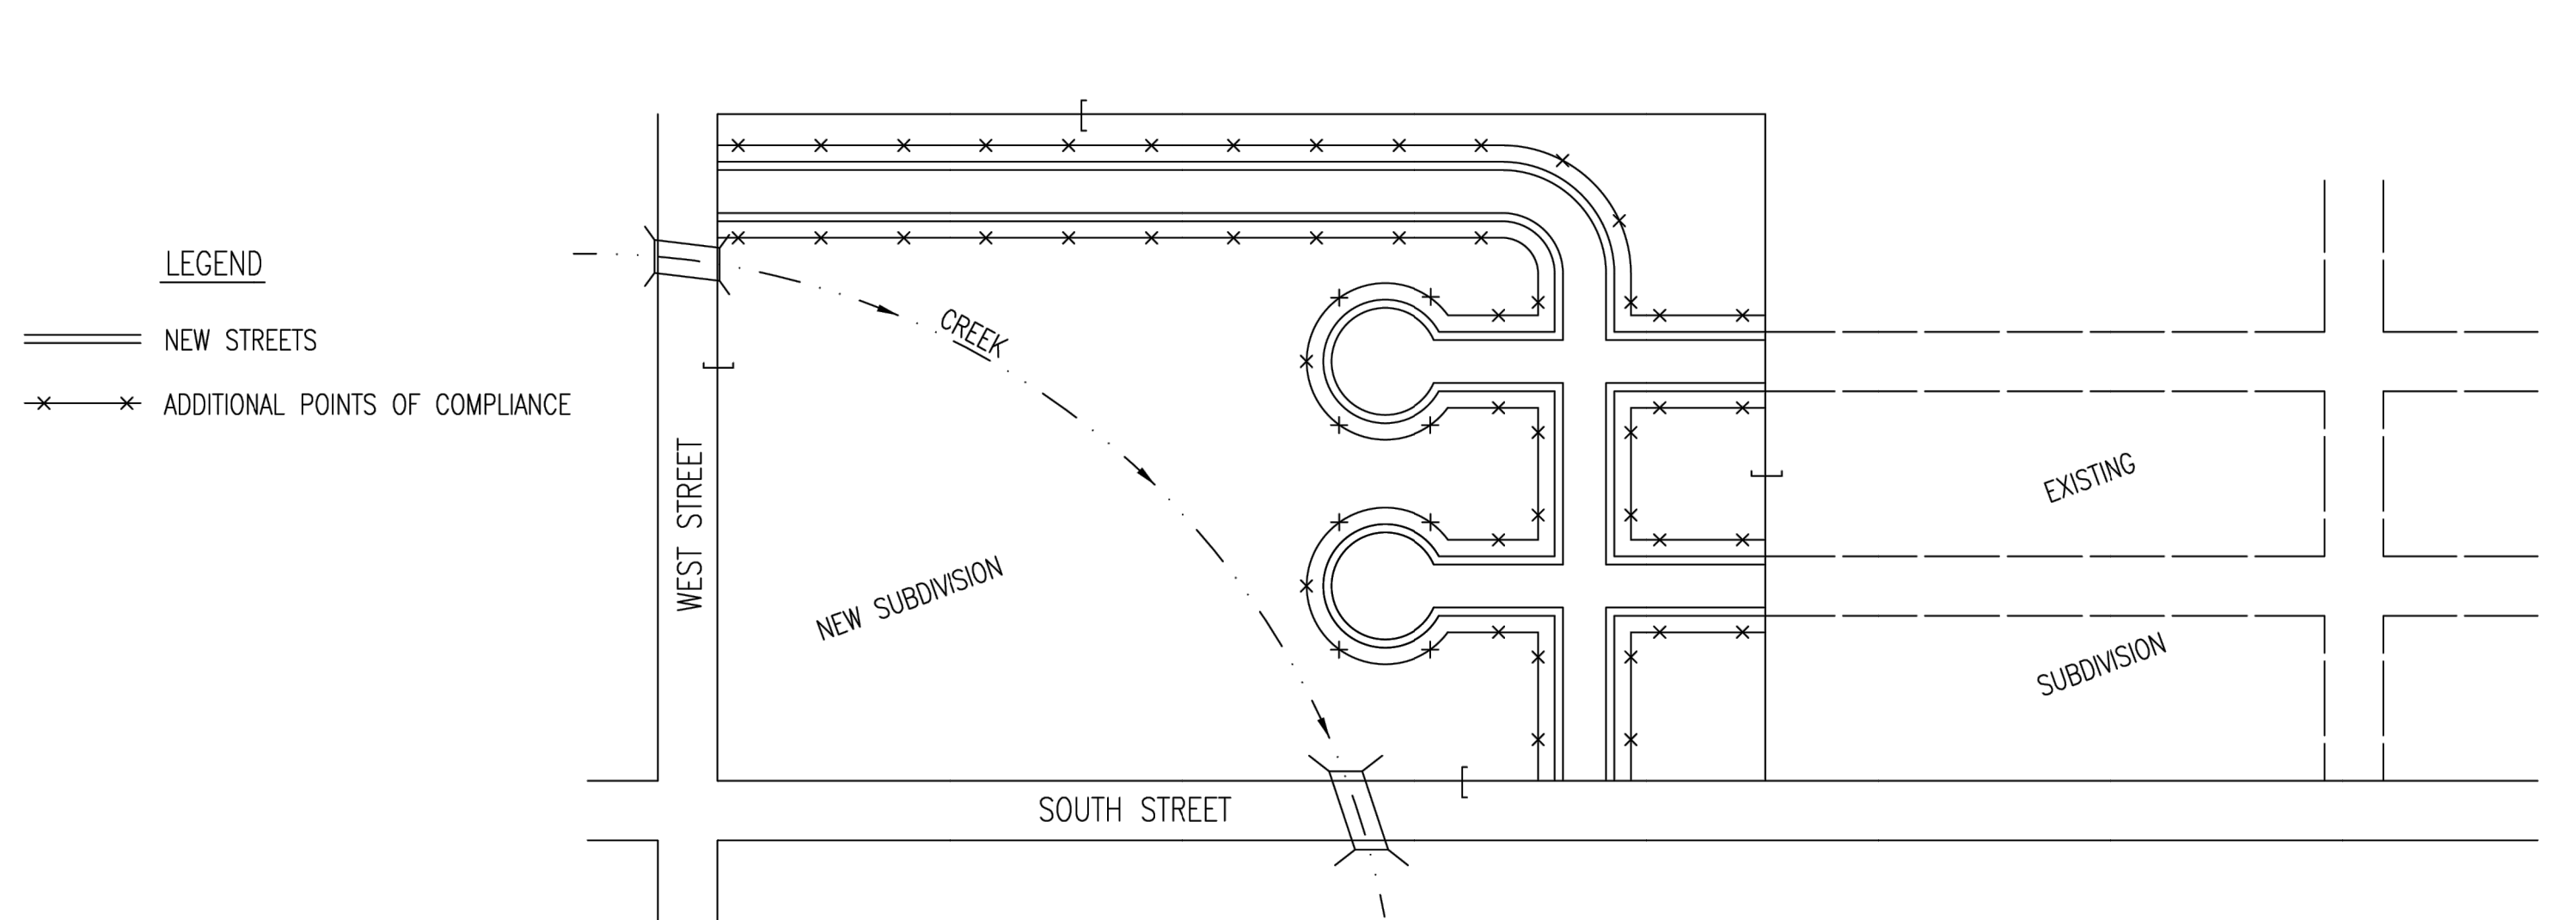 LEGEND
NEW STREETS
ADDITIONAL POINTS OF COMPLIANCE
CREEK
WEST STREET
NEW SUBDIVISION
SOUTH STREET
EXISTING
SUBDIVISION